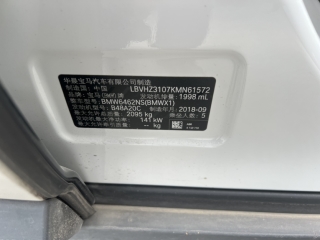 华晨宝马汽车有限公司制造
制造国: 中国 LBVHZ3107KMN61572
品牌: 宝马(BMW)牌 发动机排量 1998 mL
整车型号: BMW6462NS(BMWX1)
发动机型号: B48A20C 制造年月 2018-09
最大允许总质量 2095 kg 乘坐人数 5
发动机最大净功率 141 kW
-- kg